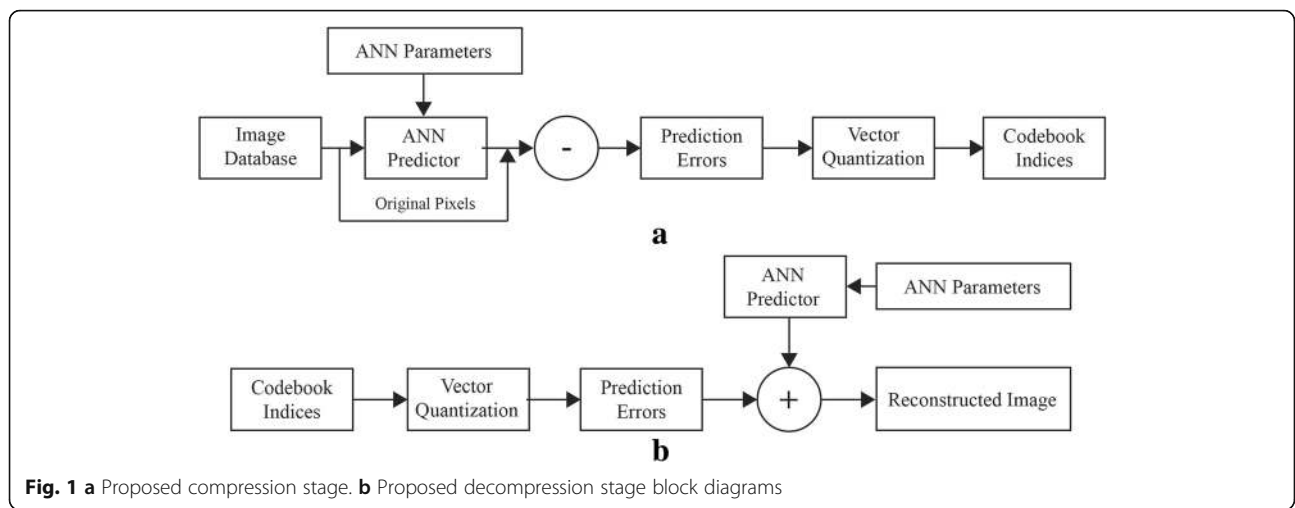 ANN Parameters
Image
Database
ANN
Predictor
-
Prediction
Errors
Vector
Quantization
Codebook
Indices
Original Pixels
a
ANN
Predictor
ANN Parameters
Codebook
Indices
Vector
Quantization
Prediction
Errors
+
Reconstructed Image
b
Fig. 1 a Proposed compression stage. b Proposed decompression stage block diagrams